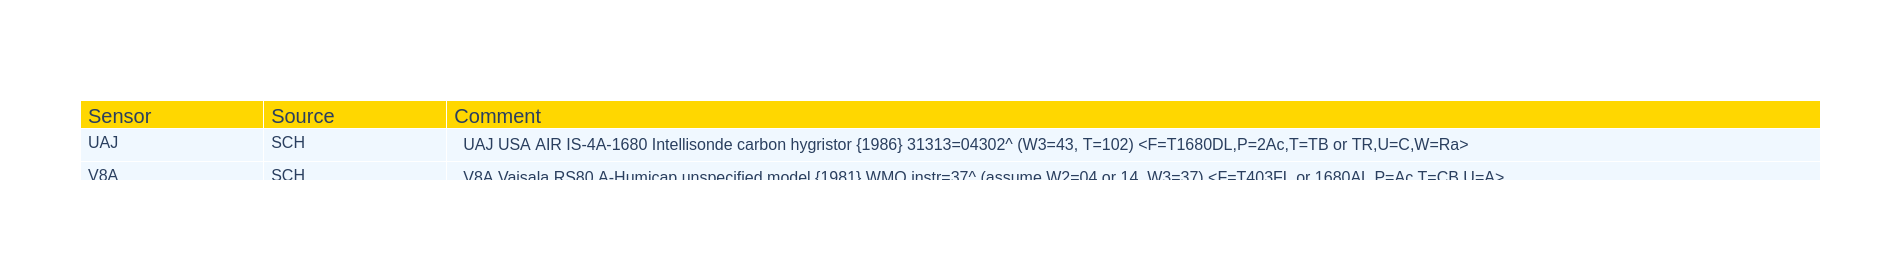 Sensor Source Comment
UAJ SCH UAJ USA AIR IS-4A-1680 Intellisonde carbon hygristor {1986} 31313=04302^ (W3=43, T=102) <F=T1680DL,P=2Ac,T=TB or TR,U=C,W=Ra>
V8A SCH V8A Vaisala RS80 A-Humicap unspecified model {1981} WMO instr=37^ (assume W2=04 or 14, W3=37) <F=T403FL or 1680AL,P=Ac,T=CB,U=A>